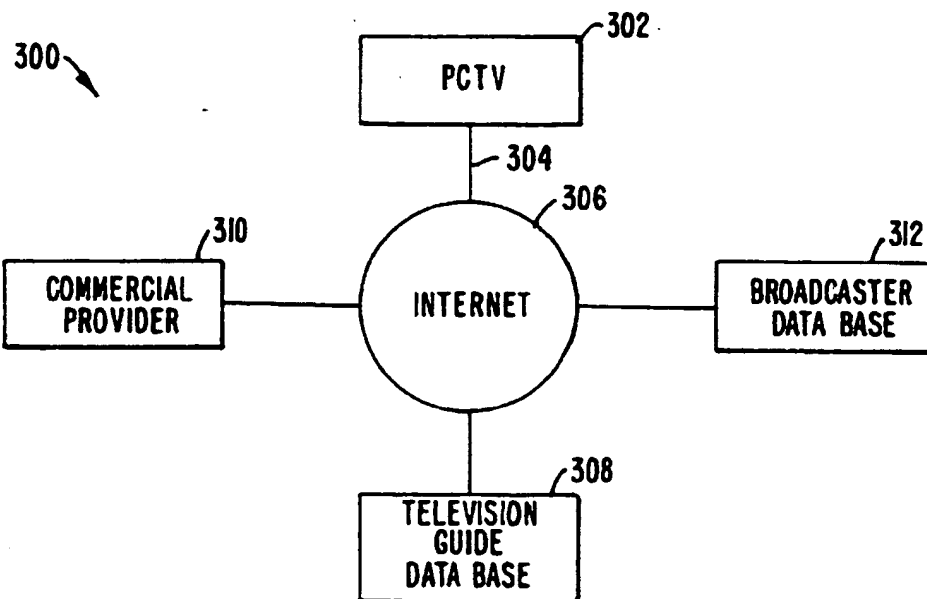 300
302
PCTV
304
306
310
COMMERCIAL
PROVIDER
INTERNET
312
BROADCASTER
DATA BASE
308
TELEVISION
GUIDE
DATA BASE